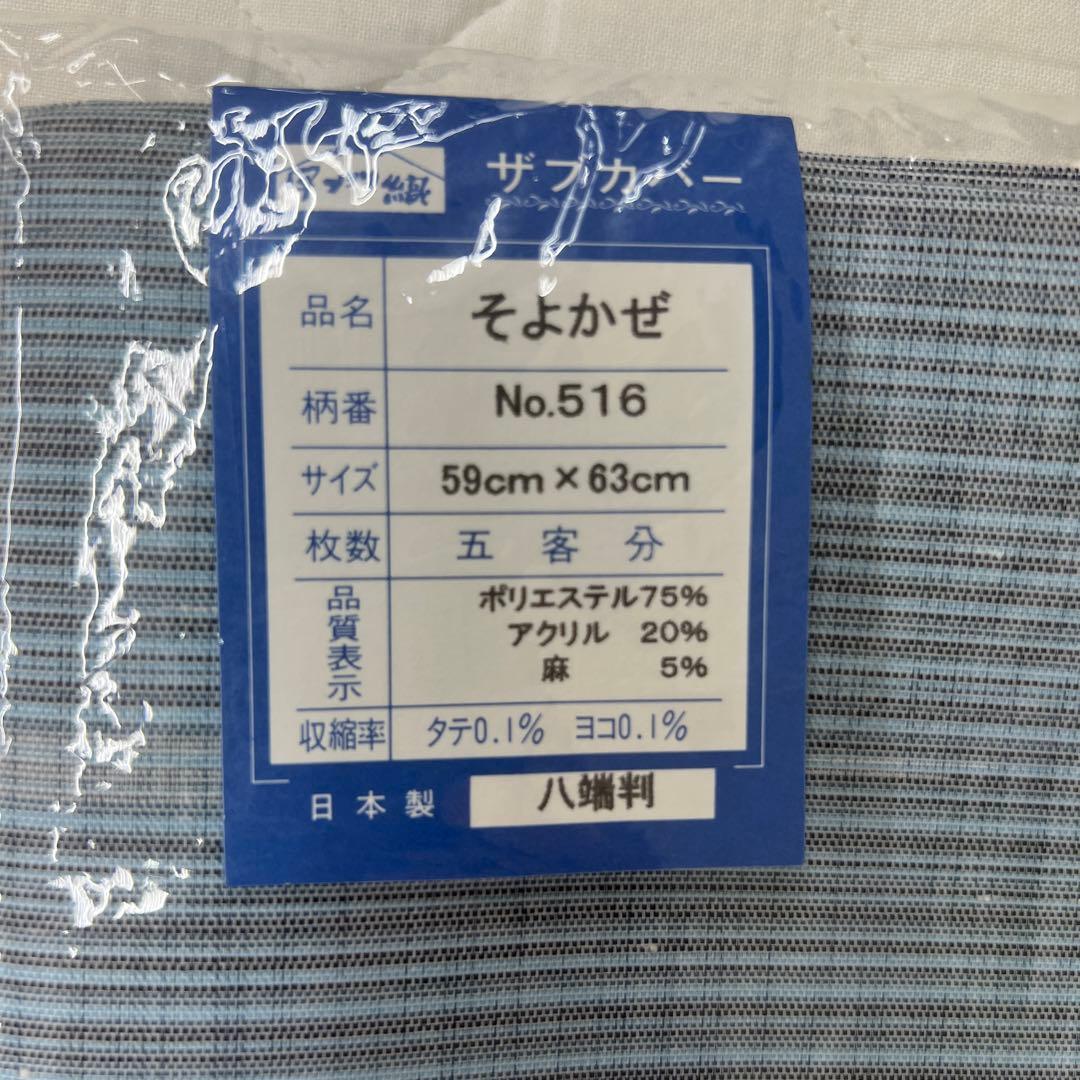 織
ザブカバー
品名 そよかぜ
柄番 No.516
サイズ 59cm×63cm
枚数 五客分
品質表示 ポリエステル75%
アクリル 20%
麻 5%
収縮率 タテ0.1% ヨコ0.1%
日本製 八端判